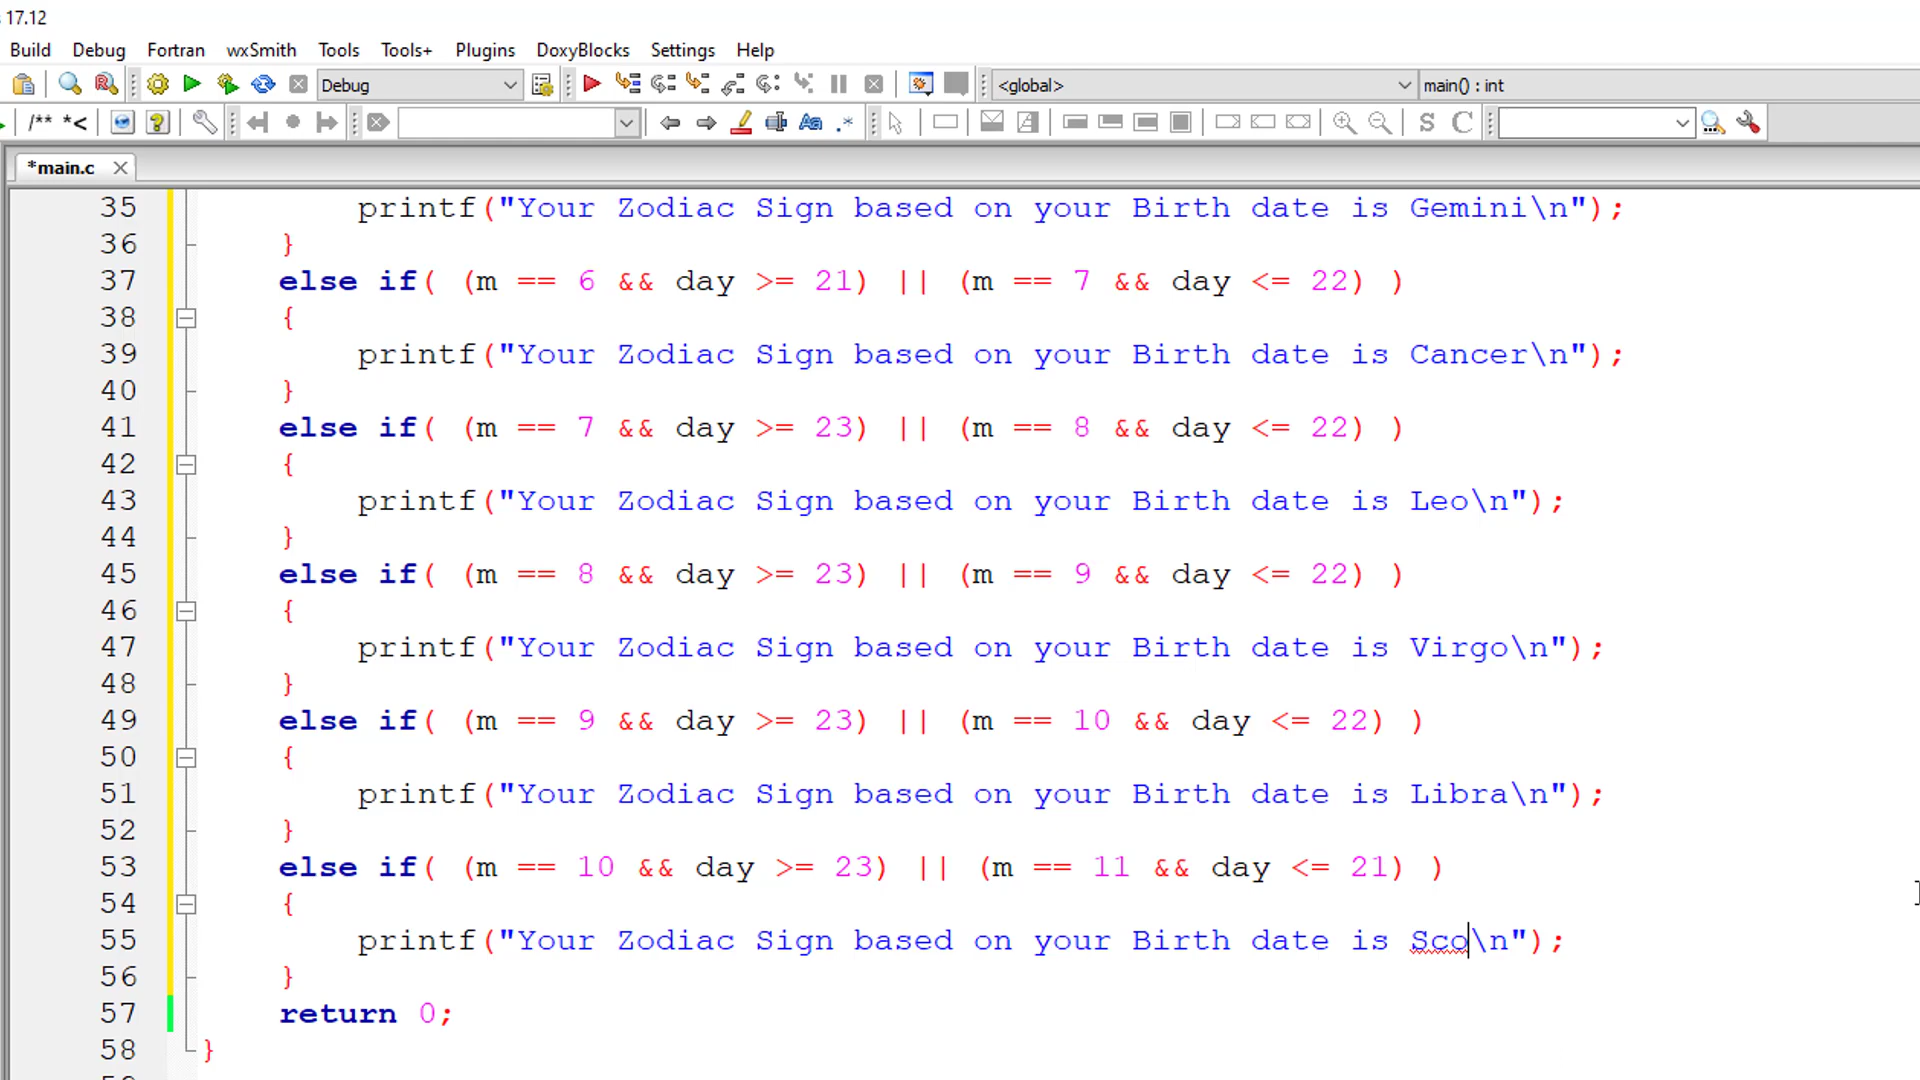 17.12
Build Debug Fortran wxSmith Tools Tools+ Plugins DoxyBlocks Settings Help
Debug <global> main() : int
/** *< Aa .* S C
*main.c
35 printf("Your Zodiac Sign based on your Birth date is Gemini\n");
36 }
37 else if( (m == 6 && day >= 21) || (m == 7 && day <= 22) )
38 {
39 printf("Your Zodiac Sign based on your Birth date is Cancer\n");
40 }
41 else if( (m == 7 && day >= 23) || (m == 8 && day <= 22) )
42 {
43 printf("Your Zodiac Sign based on your Birth date is Leo\n");
44 }
45 else if( (m == 8 && day >= 23) || (m == 9 && day <= 22) )
46 {
47 printf("Your Zodiac Sign based on your Birth date is Virgo\n");
48 }
49 else if( (m == 9 && day >= 23) || (m == 10 && day <= 22) )
50 {
51 printf("Your Zodiac Sign based on your Birth date is Libra\n");
52 }
53 else if( (m == 10 && day >= 23) || (m == 11 && day <= 21) )
54 {
55 printf("Your Zodiac Sign based on your Birth date is Sco\n");
56 }
57 return 0;
58 }